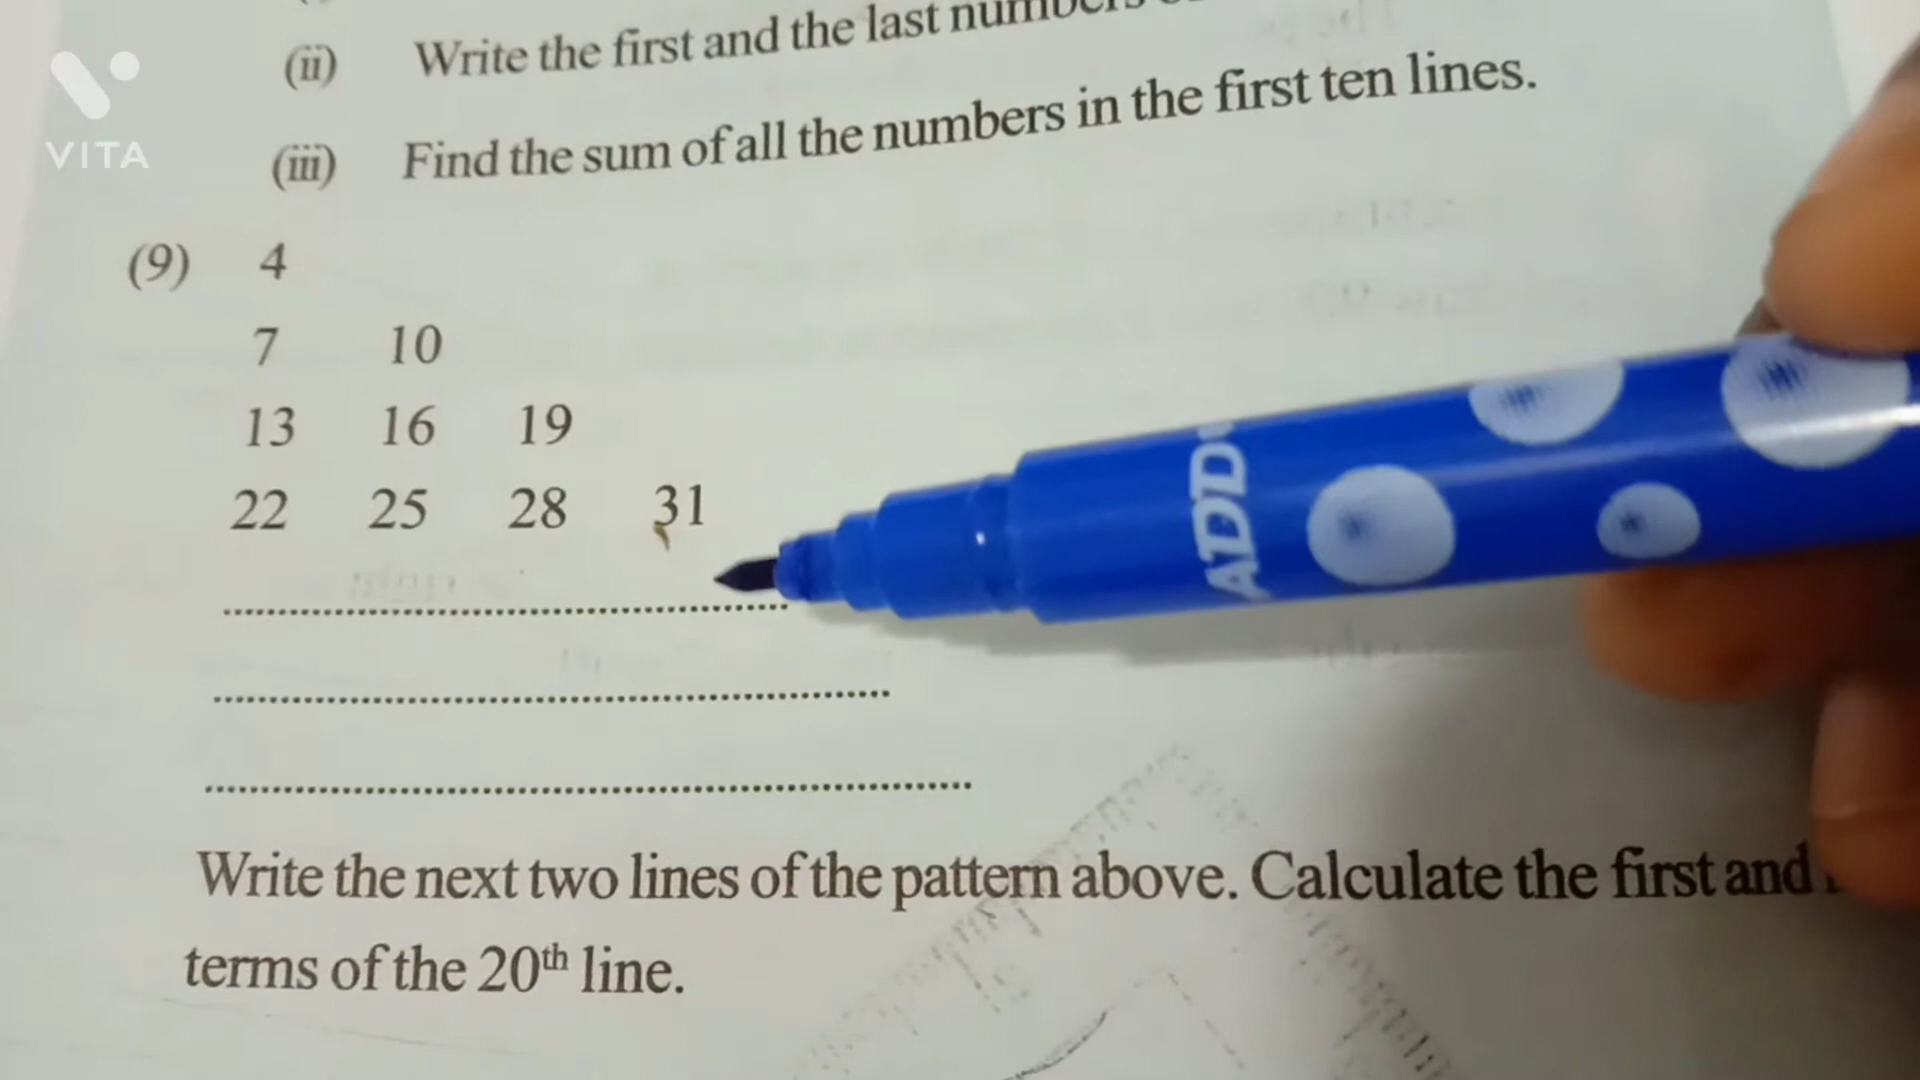 (ii) Write the first and the last numbers
(iii) Find the sum of all the numbers in the first ten lines.
(9) 4
7 10
13 16 19
22 25 28 31
Write the next two lines of the pattern above. Calculate the first and
terms of the 20th line.
VITA
ADD